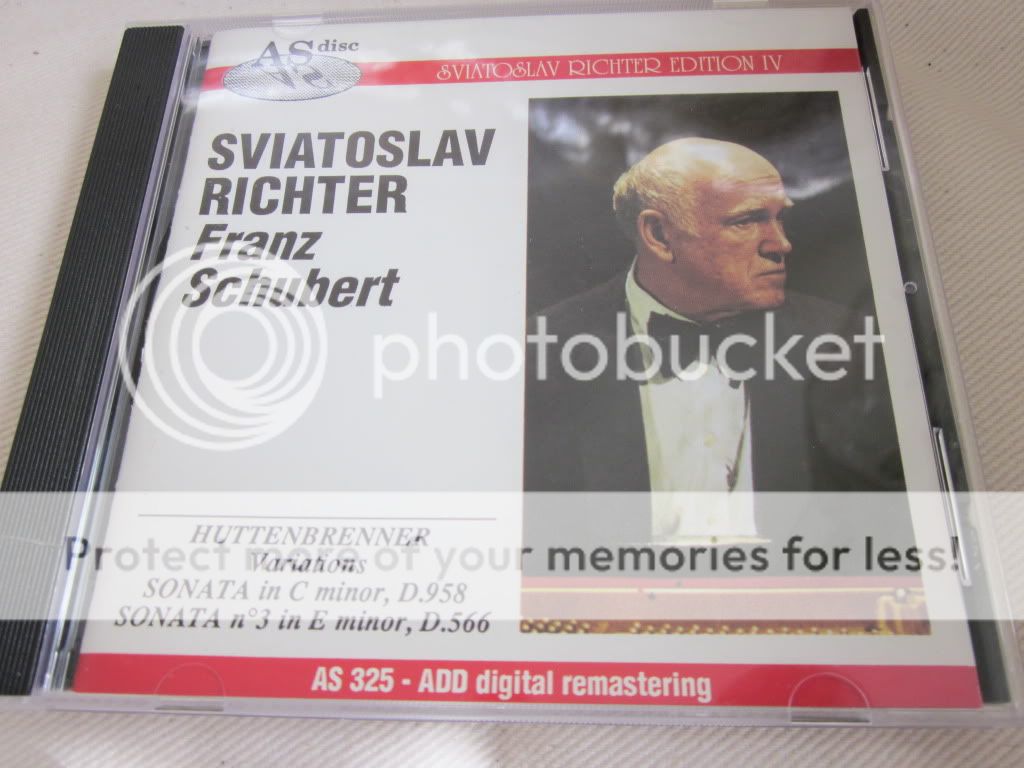 AS disc
SVIATOSLAV RICHTER EDITION IV
SVIATOSLAV
RICHTER
Franz
Schubert
photobucket
HUTTENBRENNER
Protect more of your memories for less!
Variations
SONATA in C minor, D.958
SONATA n°3 in E minor, D.566
AS 325 - ADD digital remastering